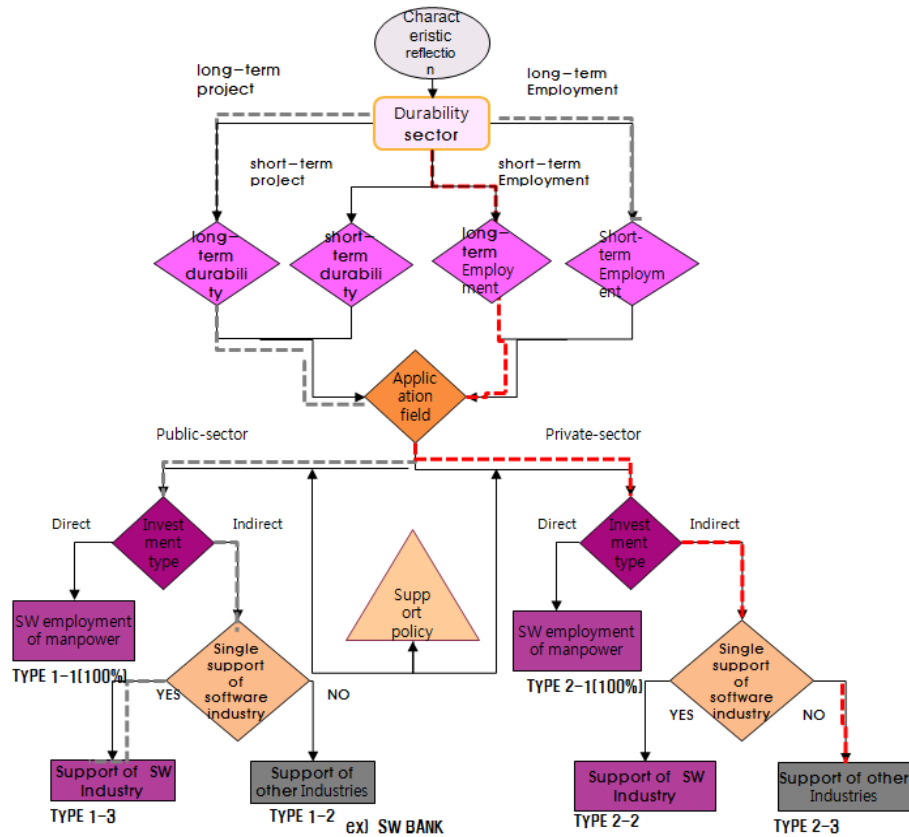 Charact
eristic
reflectio
n
long-term
project
long-term
Employment
Durability
sector
short-term
project
short-term
Employment
long-
term durab
ility
short-
term durab
ility
long-
term Employ
ment
Short-
term Employm
ent
Applic
ation
field
Public-sector
Private-sector
Direct
Invest
ment
type
Indirect
Direct
Invest
ment
type
Indirect
Supp
ort
policy
SW employment
of manpower
TYPE 1-1(100%)
Single
support
of software
industry
YES
NO
SW employment
of manpower
TYPE 2-1(100%)
Single
support
of software
industry
YES
NO
Support of SW
Industry
TYPE 1-3
Support of
other Industries
TYPE 1-2
ex) SW BANK
Support of SW
Industry
TYPE 2-2
Support of other
Industries
TYPE 2-3